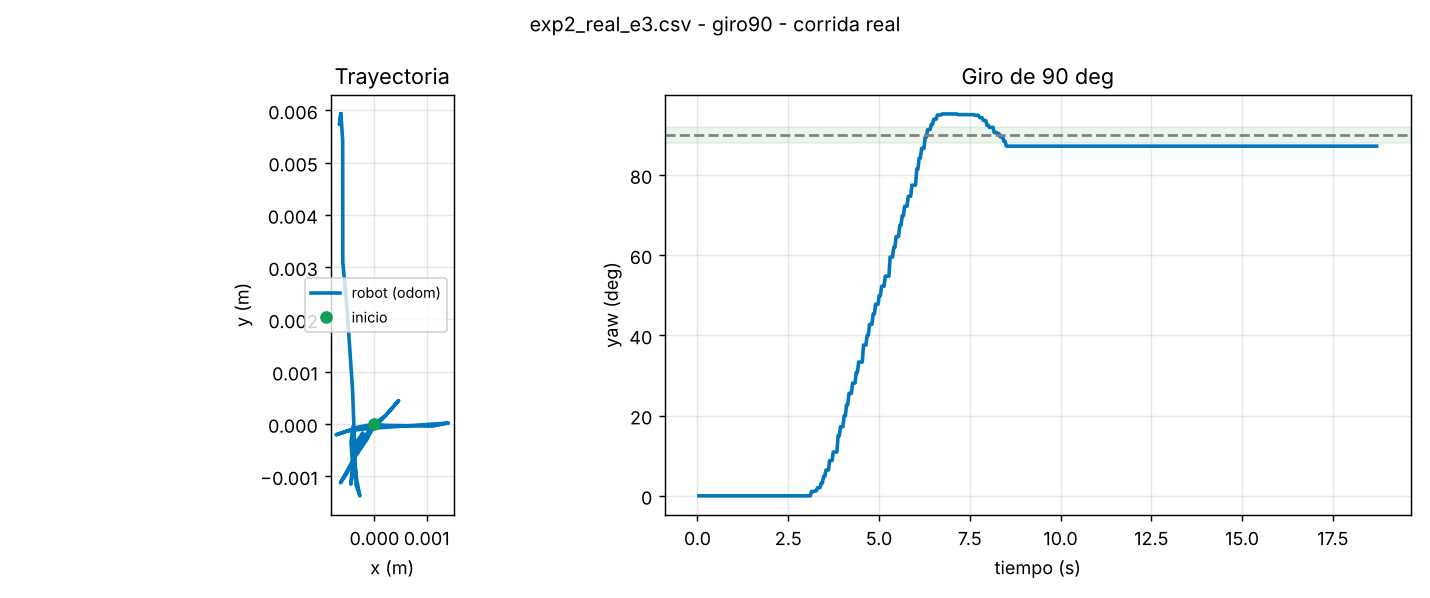 exp2_real_e3.csv - giro90 - corrida real
Trayectoria
0.006
0.005
0.004
0.003
0.002
0.001
0.000
−0.001
y (m)
robot (odom)
inicio
0.000 0.001
x (m)
Giro de 90 deg
80
60
40
20
0
yaw (deg)
0.0 2.5 5.0 7.5 10.0 12.5 15.0 17.5
tiempo (s)